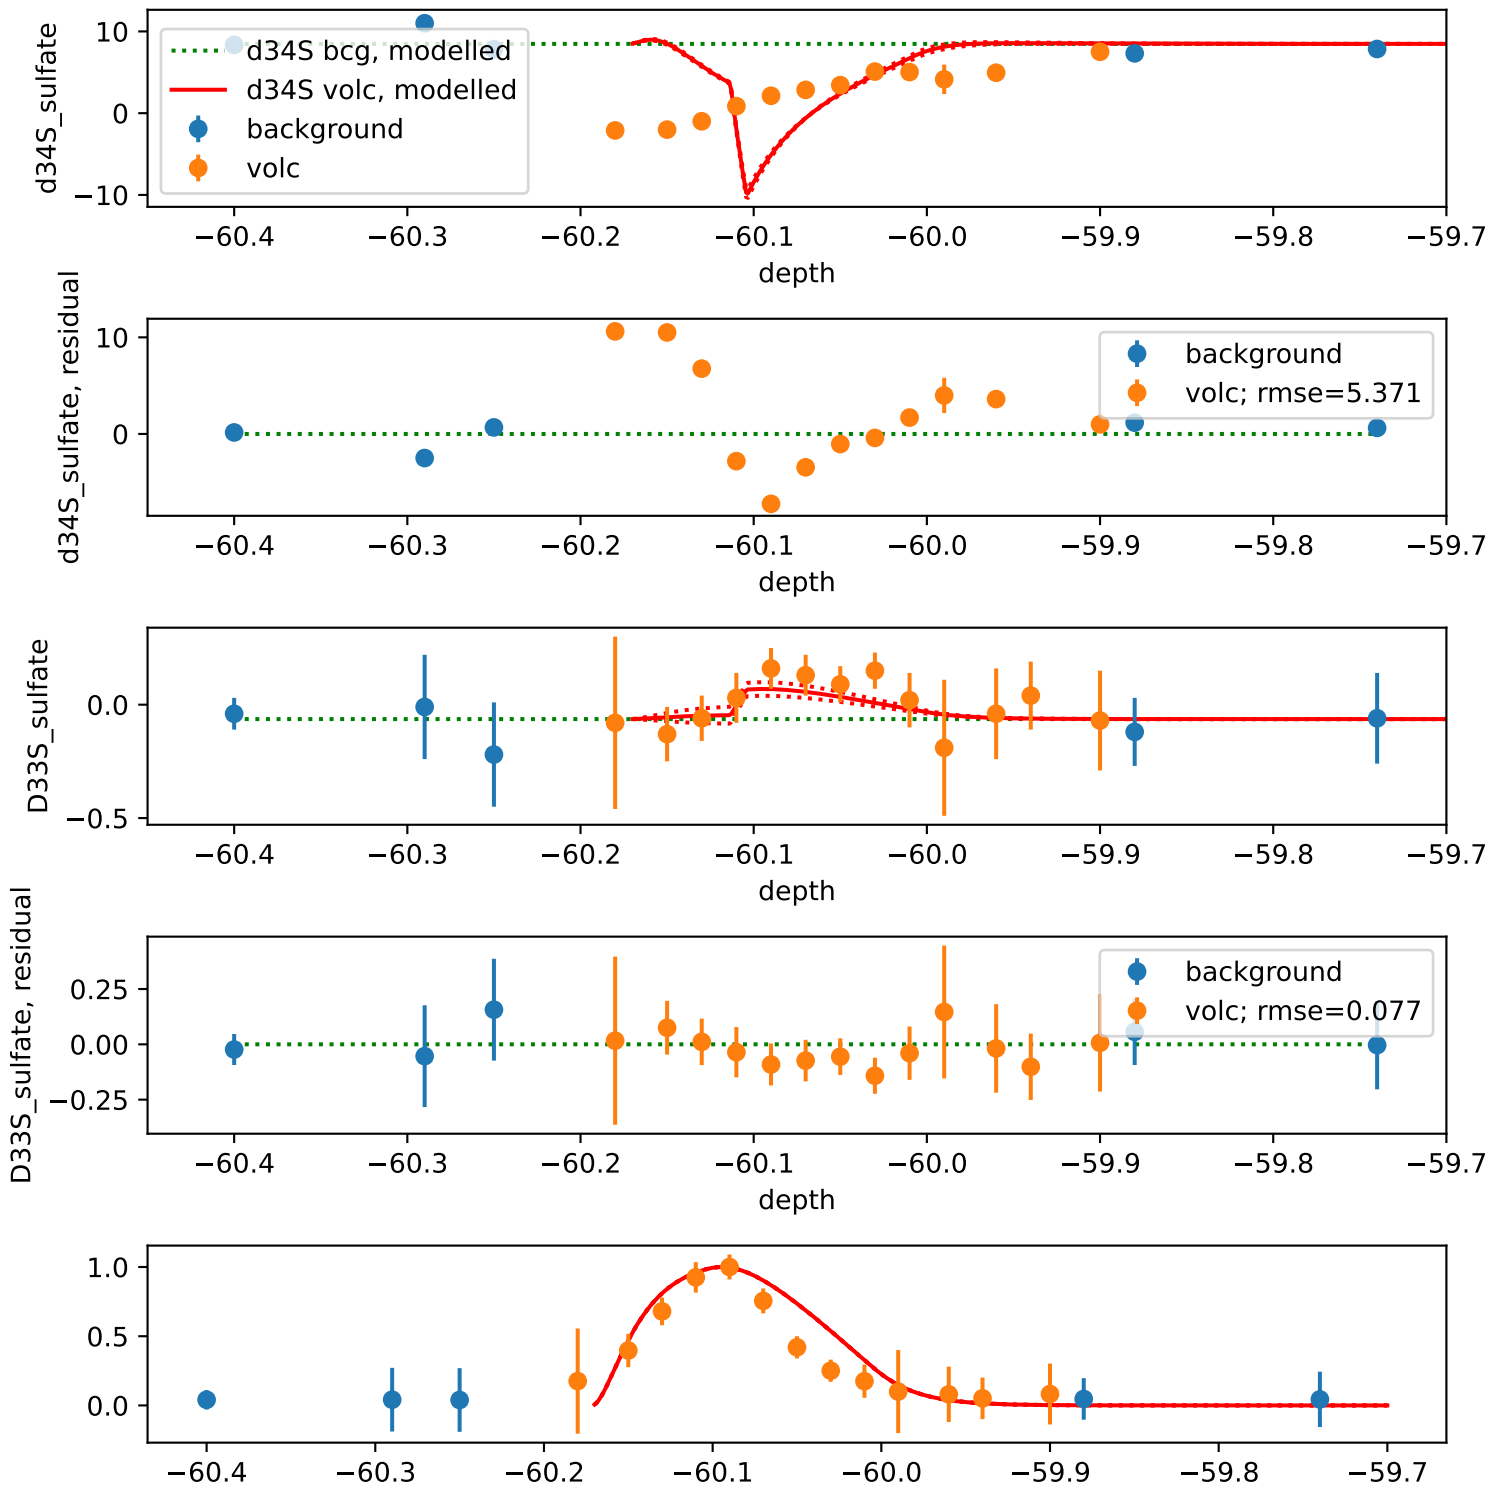 d34S_sulfate
10
0
−10
d34S bcg, modelled
d34S volc, modelled
background
volc
−60.4 −60.3 −60.2 −60.1 −60.0 −59.9 −59.8 −59.7
depth
d34S_sulfate, residual
10
0
background
volc; rmse=5.371
−60.4 −60.3 −60.2 −60.1 −60.0 −59.9 −59.8 −59.7
depth
D33S_sulfate
0.0
−0.5
−60.4 −60.3 −60.2 −60.1 −60.0 −59.9 −59.8 −59.7
depth
D33S_sulfate, residual
0.25
0.00
−0.25
background
volc; rmse=0.077
−60.4 −60.3 −60.2 −60.1 −60.0 −59.9 −59.8 −59.7
depth
1.0
0.5
0.0
−60.4 −60.3 −60.2 −60.1 −60.0 −59.9 −59.8 −59.7